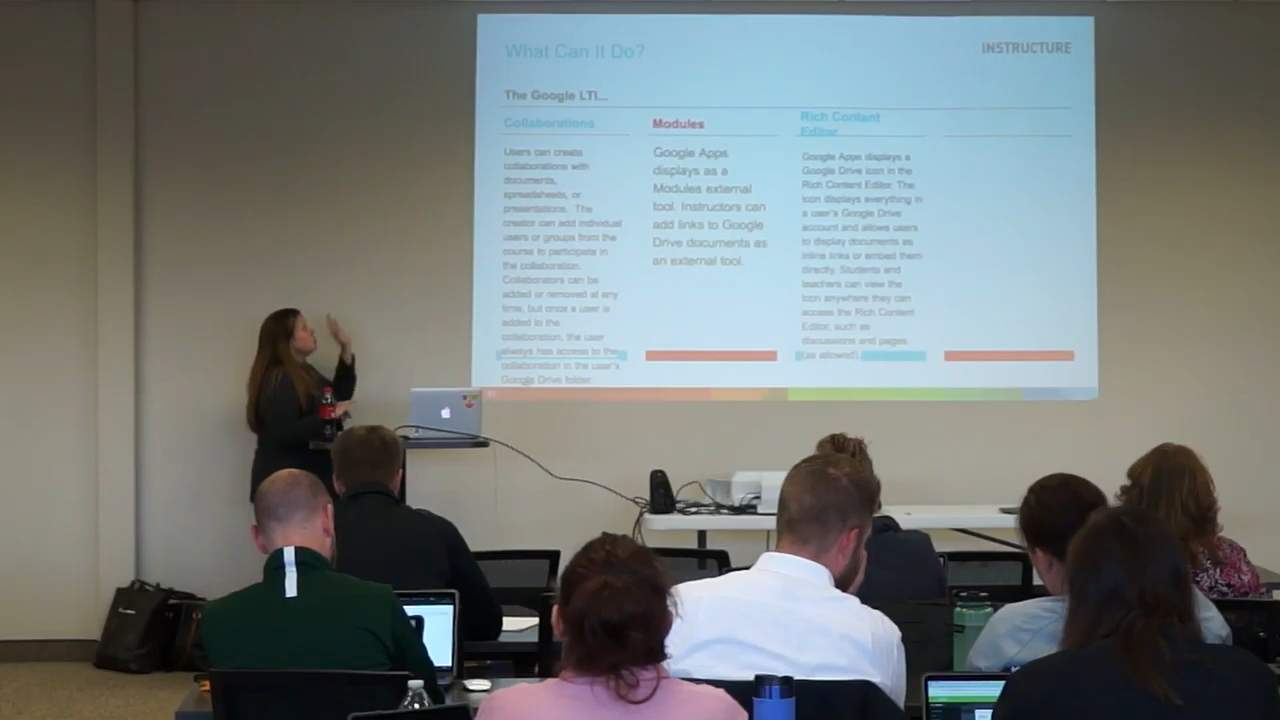 What Can It Do?
INSTRUCTURE
The Google LTI...
Collaborations
Users can create
collaborations with
documents,
spreadsheets, or
presentations. The
creator can add individual
users or groups from the
course to participate in
the collaboration.
Collaborators can be
added or removed at any
time, but once a user is
added to the
collaboration, the user
always has access to the
collaboration in the user's
Google Drive folder.
Modules
Google Apps
displays as a
Modules external
tool. Instructors can
add links to Google
Drive documents as
an external tool.
Rich Content
Editor
Google Apps displays a
Google Drive icon in the
Rich Content Editor. The
icon displays everything in
a user's Google Drive
account and allows users
to display documents as
inline links or embed them
directly. Students and
teachers can view the
icon anywhere they can
access the Rich Content
Editor, such as
discussions and pages
(as allowed).